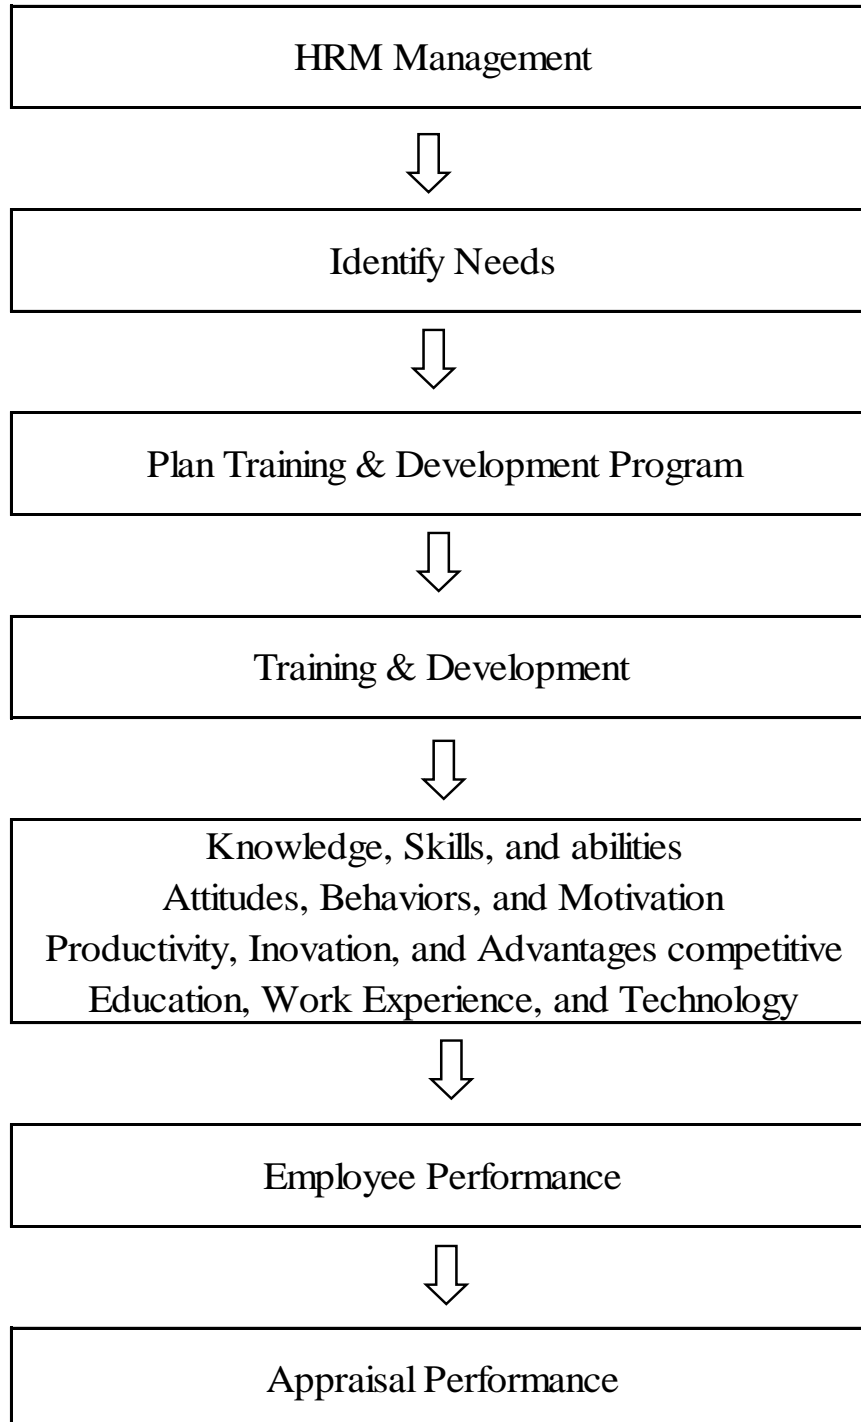 HRM Management
Identify Needs
Plan Training & Development Program
Training & Development
Knowledge, Skills, and abilities
Attitudes, Behaviors, and Motivation
Productivity, Inovation, and Advantages competitive
Education, Work Experience, and Technology
Employee Performance
Appraisal Performance